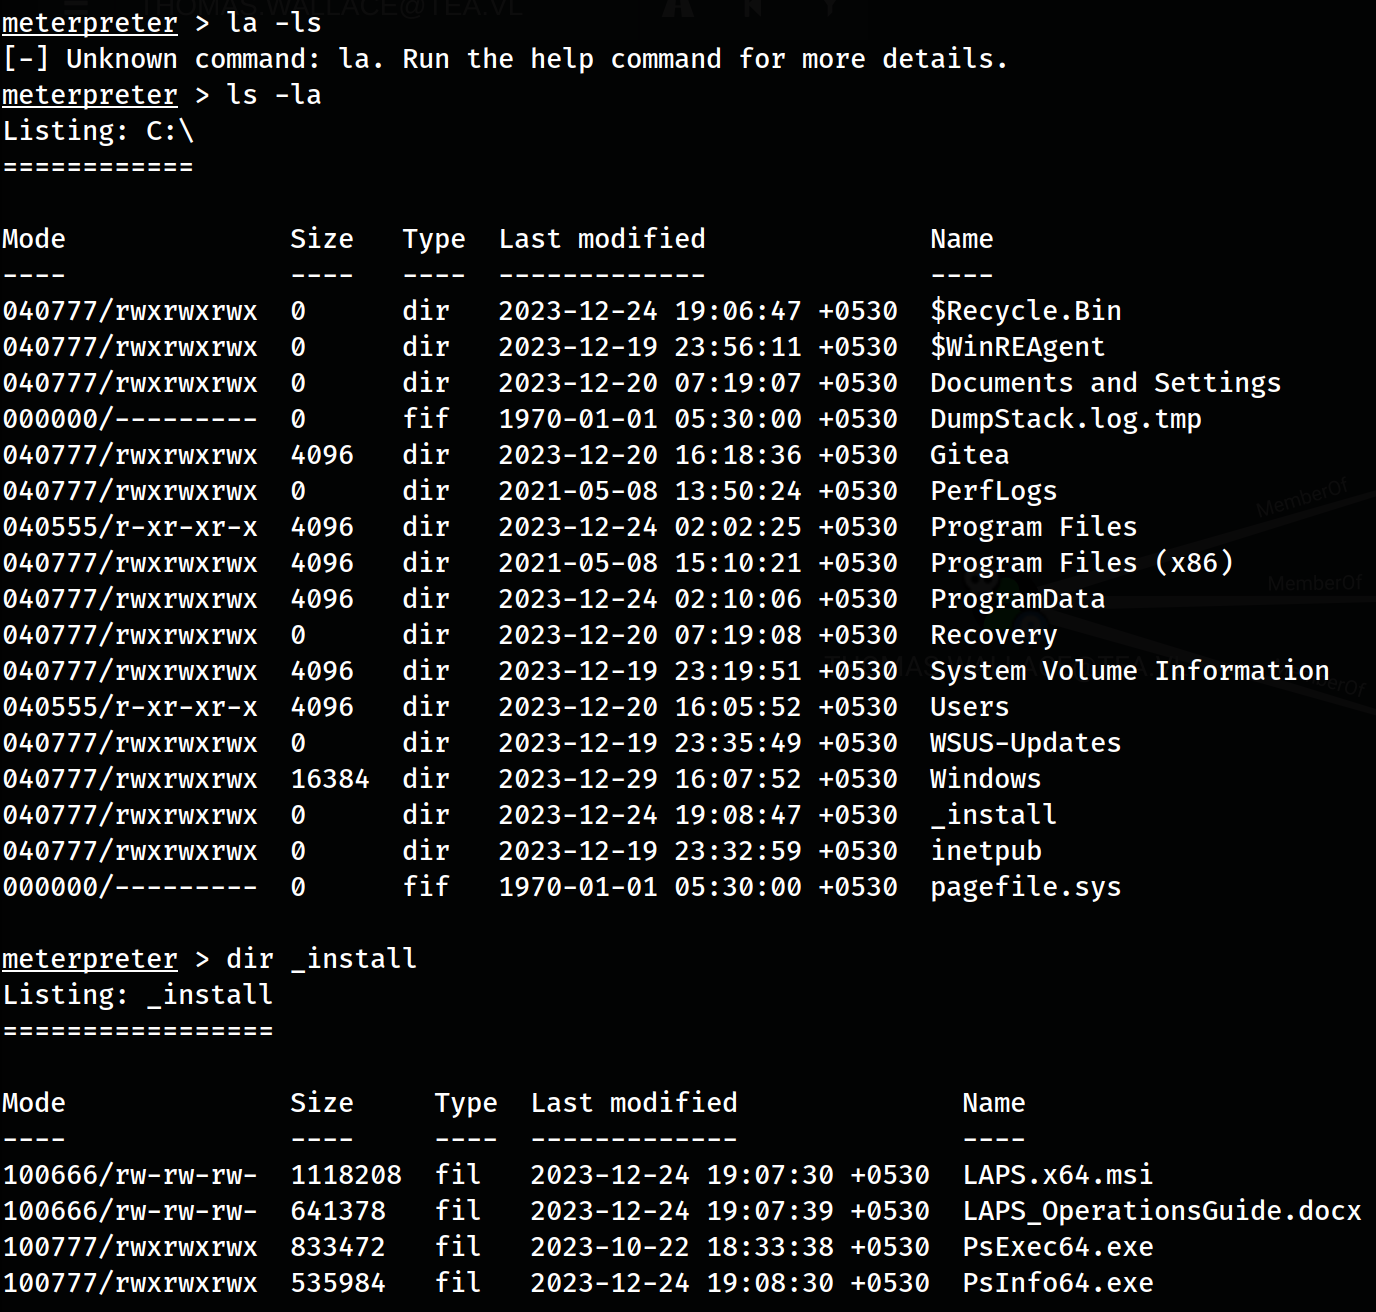 THOMAS.WALLACE@TEA.VL
meterpreter > la -ls
[-] Unknown command: la. Run the help command for more details.
meterpreter > ls -la
Listing: C:\
============
Mode Size Type Last modified Name
---- ---- ---- ------------- ----
040777/rwxrwxrwx 0 dir 2023-12-24 19:06:47 +0530 $Recycle.Bin
040777/rwxrwxrwx 0 dir 2023-12-19 23:56:11 +0530 $WinREAgent
040777/rwxrwxrwx 0 dir 2023-12-20 07:19:07 +0530 Documents and Settings
000000/--------- 0 fif 1970-01-01 05:30:00 +0530 DumpStack.log.tmp
040777/rwxrwxrwx 4096 dir 2023-12-20 16:18:36 +0530 Gitea
040777/rwxrwxrwx 0 dir 2021-05-08 13:50:24 +0530 PerfLogs
MemberOf
040555/r-xr-xr-x 4096 dir 2023-12-24 02:02:25 +0530 Program Files
040777/rwxrwxrwx 4096 dir 2021-05-08 15:10:21 +0530 Program Files (x86)
MemberOf
040777/rwxrwxrwx 4096 dir 2023-12-24 02:10:06 +0530 ProgramData
040777/rwxrwxrwx 0 dir 2023-12-20 07:19:08 +0530 Recovery
040777/rwxrwxrwx 4096 dir 2023-12-19 23:19:51 +0530 System Volume Information
040555/r-xr-xr-x 4096 dir 2023-12-20 16:05:52 +0530 Users
040777/rwxrwxrwx 0 dir 2023-12-19 23:35:49 +0530 WSUS-Updates
040777/rwxrwxrwx 16384 dir 2023-12-29 16:07:52 +0530 Windows
040777/rwxrwxrwx 0 dir 2023-12-24 19:08:47 +0530 _install
040777/rwxrwxrwx 0 dir 2023-12-19 23:32:59 +0530 inetpub
000000/--------- 0 fif 1970-01-01 05:30:00 +0530 pagefile.sys
meterpreter > dir _install
Listing: _install
=================
Mode Size Type Last modified Name
---- ---- ---- ------------- ----
100666/rw-rw-rw- 1118208 fil 2023-12-24 19:07:30 +0530 LAPS.x64.msi
100666/rw-rw-rw- 641378 fil 2023-12-24 19:07:39 +0530 LAPS_OperationsGuide.docx
100777/rwxrwxrwx 833472 fil 2023-10-22 18:33:38 +0530 PsExec64.exe
100777/rwxrwxrwx 535984 fil 2023-12-24 19:08:30 +0530 PsInfo64.exe